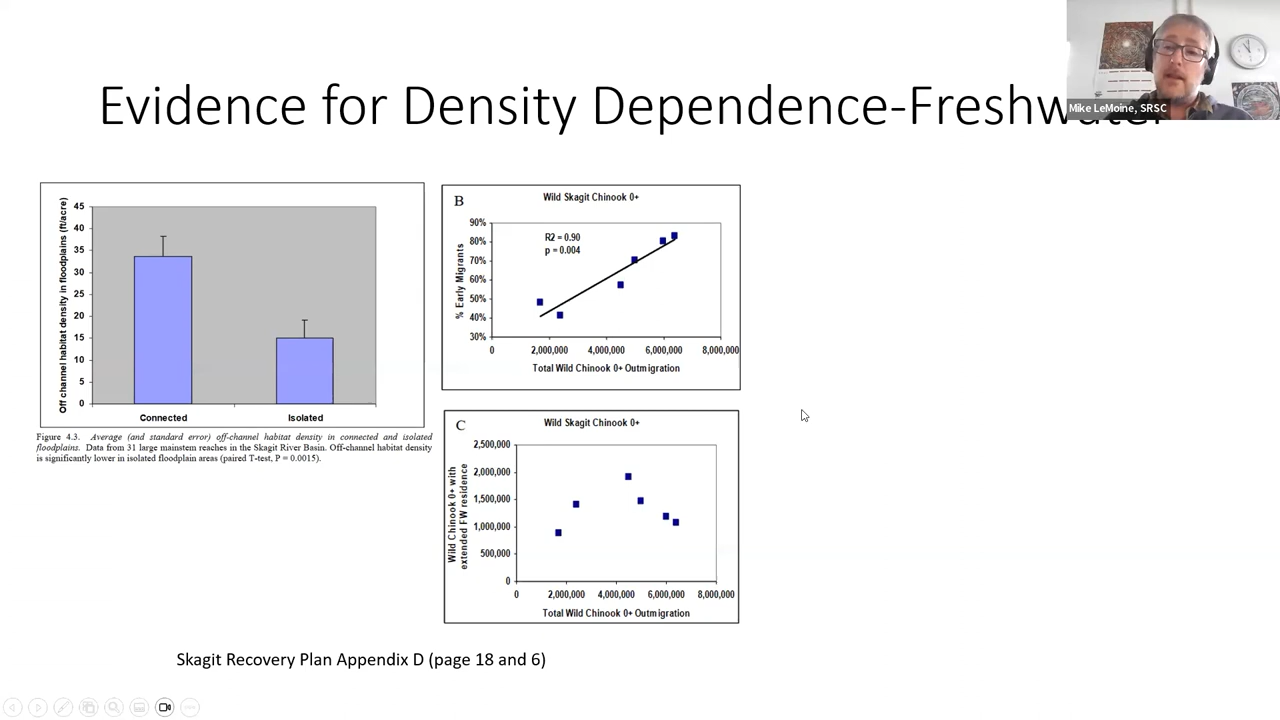 Evidence for Density Dependence-Freshwater
Mike LeMoine, SRSC
Off channel habitat density in floodplains (ft/acre)
45
40
35
30
25
20
15
10
5
0
Connected
Isolated
Figure 4.3. Average (and standard error) off-channel habitat density in connected and isolated
floodplains. Data from 31 large mainstem reaches in the Skagit River Basin. Off-channel habitat density
is significantly lower in isolated floodplain areas (paired T-test, P = 0.0015).
B
Wild Skagit Chinook 0+
R2 = 0.90
p = 0.004
% Early Migrants
90%
80%
70%
60%
50%
40%
30%
0
2,000,000
4,000,000
6,000,000
8,000,000
Total Wild Chinook 0+ Outmigration
C
Wild Skagit Chinook 0+
Wild Chinook 0+ with
extended FW residence
2,500,000
2,000,000
1,500,000
1,000,000
500,000
0
0
2,000,000
4,000,000
6,000,000
8,000,000
Total Wild Chinook 0+ Outmigration
Skagit Recovery Plan Appendix D (page 18 and 6)